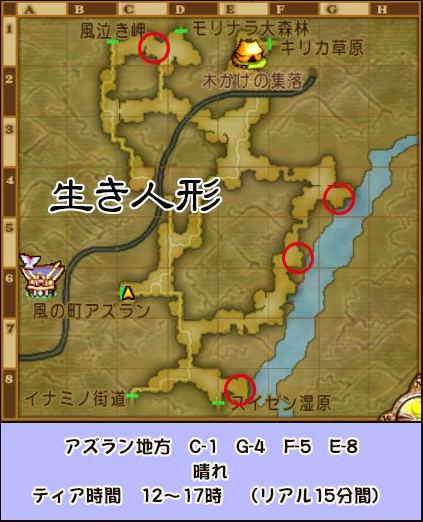 A B C D E F G H
1
風泣き岬
モリナラ大森林
キリカ草原
2
木かげの集落
3
4
生き人形
5
6
風の町アズラン
7
8
イナミノ街道
スイゼン湿原
アズラン地方 C-1 G-4 F-5 E-8
晴れ
ティア時間 12～17時 （リアル15分間）